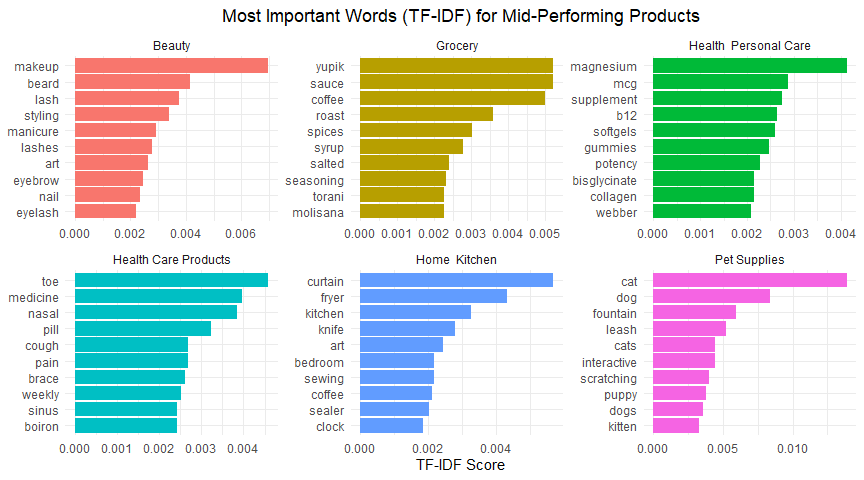 Most Important Words (TF-IDF) for Mid-Performing Products
Beauty
makeup
beard
lash
styling
manicure
lashes
art
eyebrow
nail
eyelash
0.000 0.002 0.004 0.006
Grocery
yupik
sauce
coffee
roast
spices
syrup
salted
seasoning
torani
molisana
0.000 0.001 0.002 0.003 0.004 0.005
Health  Personal Care
magnesium
mcg
supplement
b12
softgels
gummies
potency
bisglycinate
collagen
webber
0.000 0.001 0.002 0.003 0.004
Health Care Products
toe
medicine
nasal
pill
cough
pain
brace
weekly
sinus
boiron
0.000 0.001 0.002 0.003 0.004
Home  Kitchen
curtain
fryer
kitchen
knife
art
bedroom
sewing
coffee
sealer
clock
0.000 0.002 0.004
Pet Supplies
cat
dog
fountain
leash
cats
interactive
scratching
puppy
dogs
kitten
0.000 0.005 0.010
TF-IDF Score